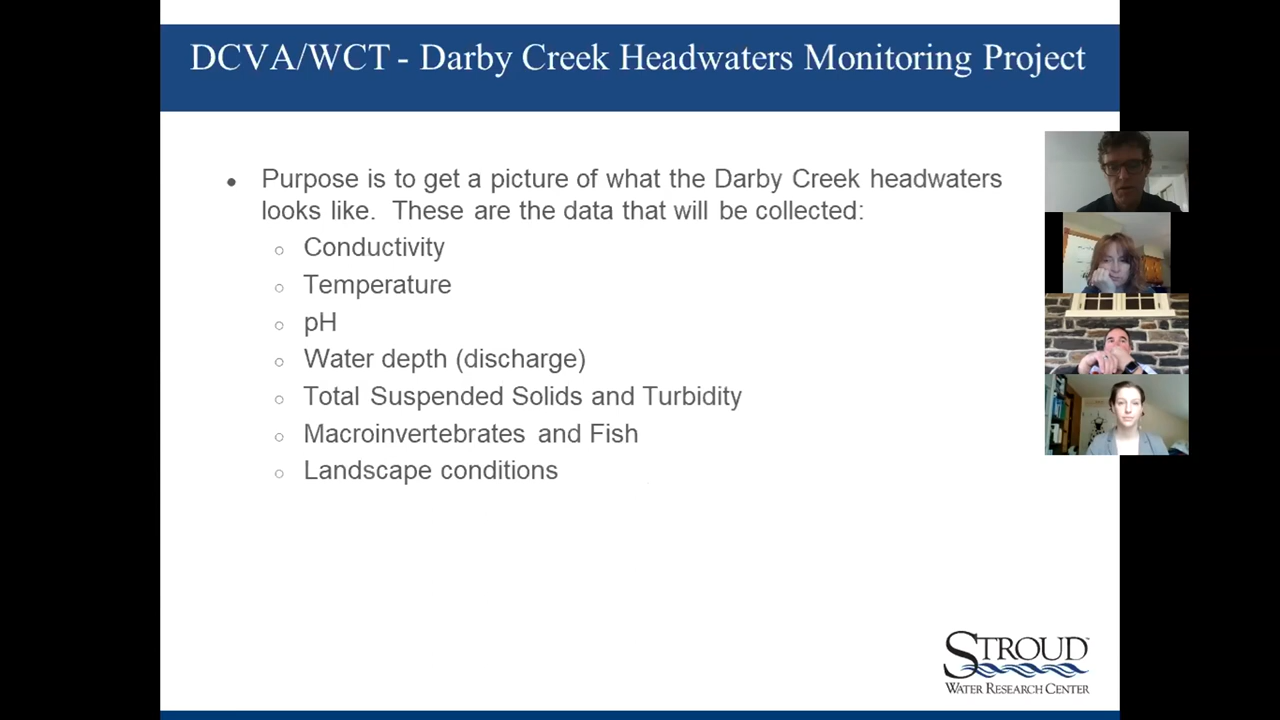 DCVA/WCT - Darby Creek Headwaters Monitoring Project
• Purpose is to get a picture of what the Darby Creek headwaters
looks like. These are the data that will be collected:
○ Conductivity
○ Temperature
○ pH
○ Water depth (discharge)
○ Total Suspended Solids and Turbidity
○ Macroinvertebrates and Fish
○ Landscape conditions
STROUD
WATER RESEARCH CENTER